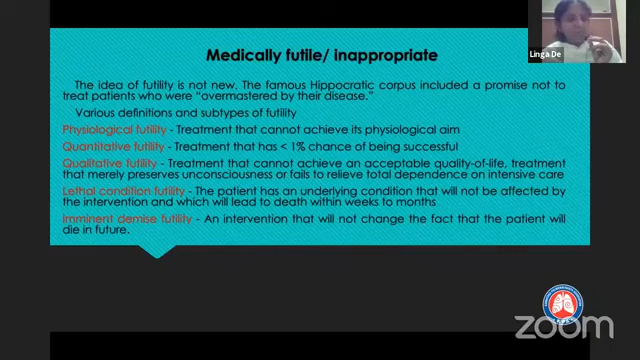 Medically futile/ inappropriate
Linga De
The idea of futility is not new. The famous Hippocratic corpus included a promise not to
treat patients who were “overmastered by their disease.”
Various definitions and subtypes of futility
Physiological futility - Treatment that cannot achieve its physiological aim
Quantitative futility - Treatment that has < 1% chance of being successful
Qualitative futility - Treatment that cannot achieve an acceptable quality-of-life, treatment
that merely preserves unconsciousness or fails to relieve total dependence on intensive care
Lethal condition futility - The patient has an underlying condition that will not be affected by
the intervention and which will lead to death within weeks to months
Imminent demise futility - An intervention that will not change the fact that the patient will
die in future.
zoom